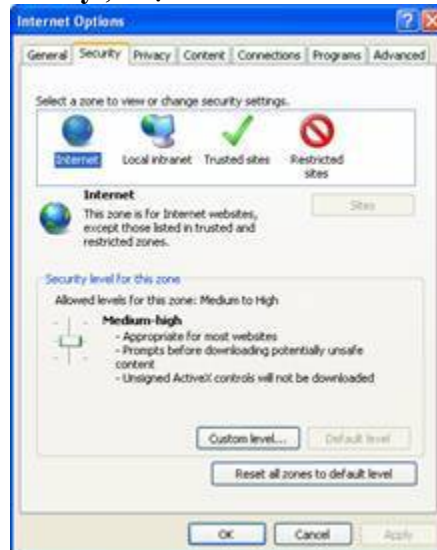 Internet Options
General Security Privacy Content Connections Programs Advanced
Select a zone to view or change security settings.
Internet Local intranet Trusted sites Restricted sites
Internet
Sites
This zone is for Internet websites,
except those listed in trusted and
restricted zones.
Security level for this zone
Allowed levels for this zone: Medium to High
Medium-high
- Appropriate for most websites
- Prompts before downloading potentially unsafe
content
- Unsigned ActiveX controls will not be downloaded
Custom level... Default level
Reset all zones to default level
OK Cancel Apply